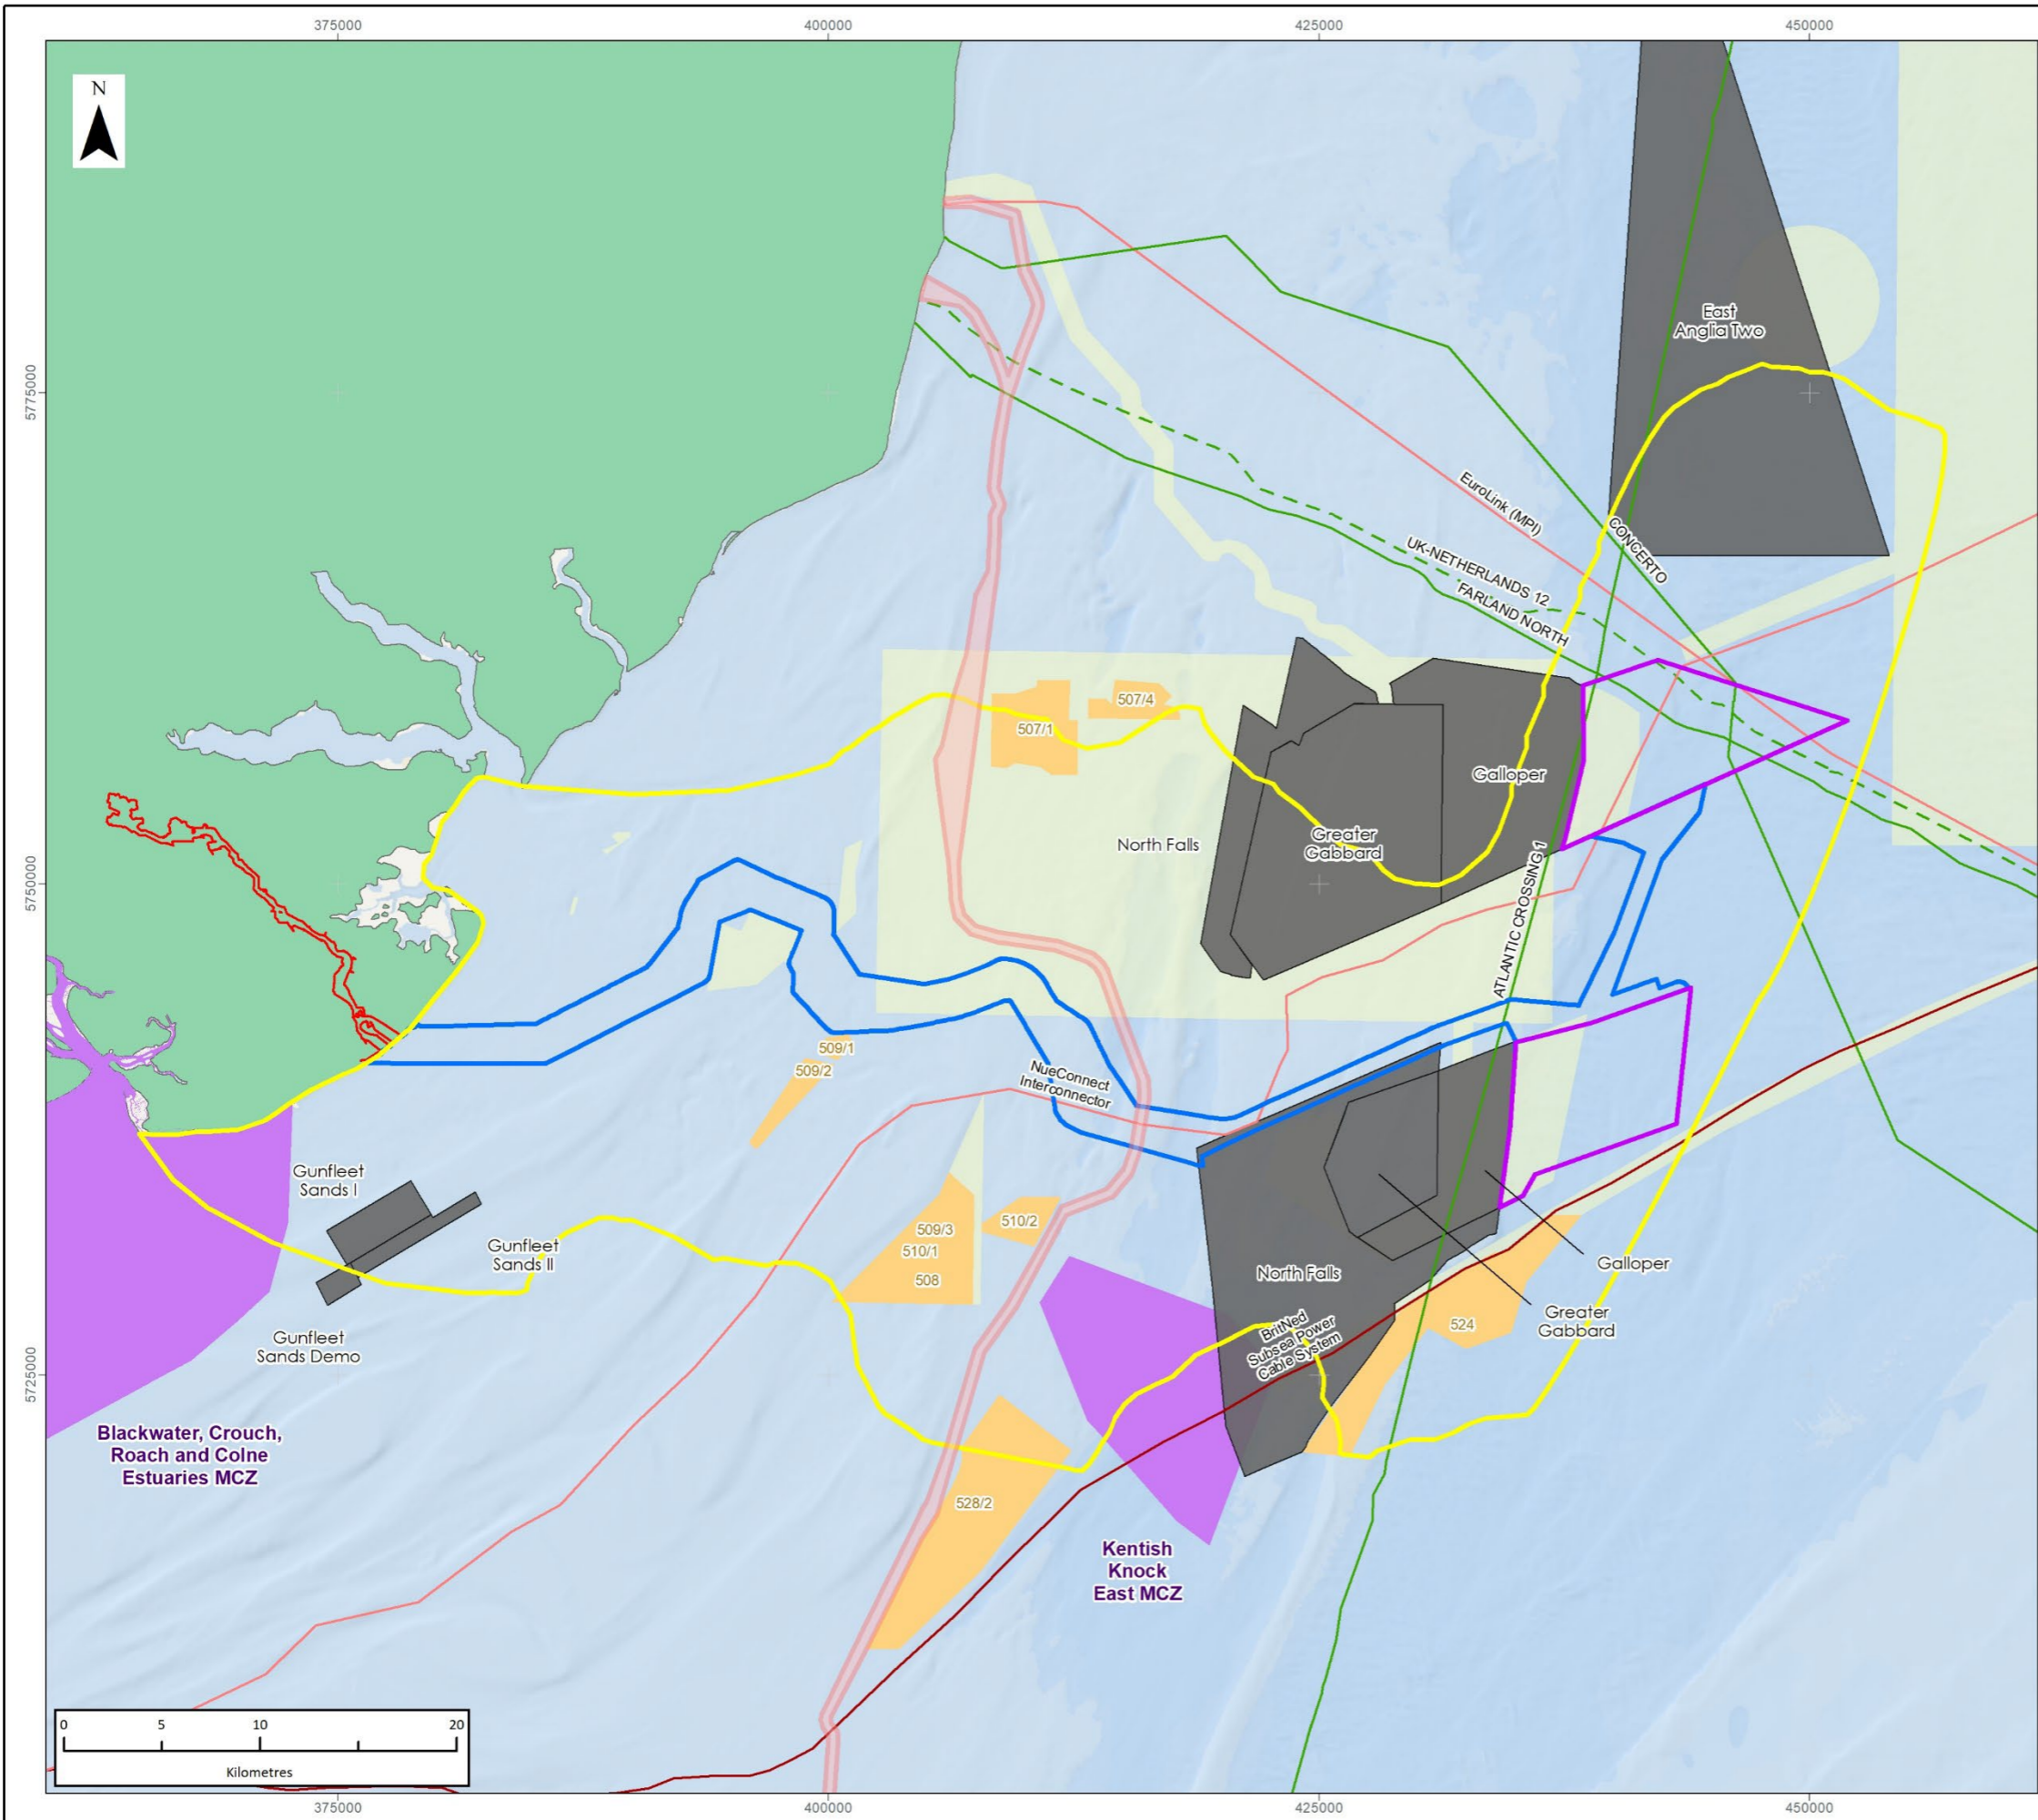 375000
400000
425000
450000
N
5775000
5750000
5725000
East
Anglia Two
EuroLink (MPI)
CONCERTO
UK-NETHERLANDS 12
FARLAND NORTH
507/4
507/1
Galloper
Greater
Gabbard
North Falls
ATLANTIC CROSSING 1
509/1
509/2
NueConnect
Interconnector
Gunfleet
Sands I
509/3
510/2
510/1
508
Gunfleet
Sands II
North Falls
Galloper
Greater
Gabbard
524
BritNed
Subsea Power
Cable System
Gunfleet
Sands Demo
Blackwater, Crouch,
Roach and Colne
Estuaries MCZ
528/2
Kentish
Knock
East MCZ
0 5 10 20
Kilometres
375000
400000
425000
450000